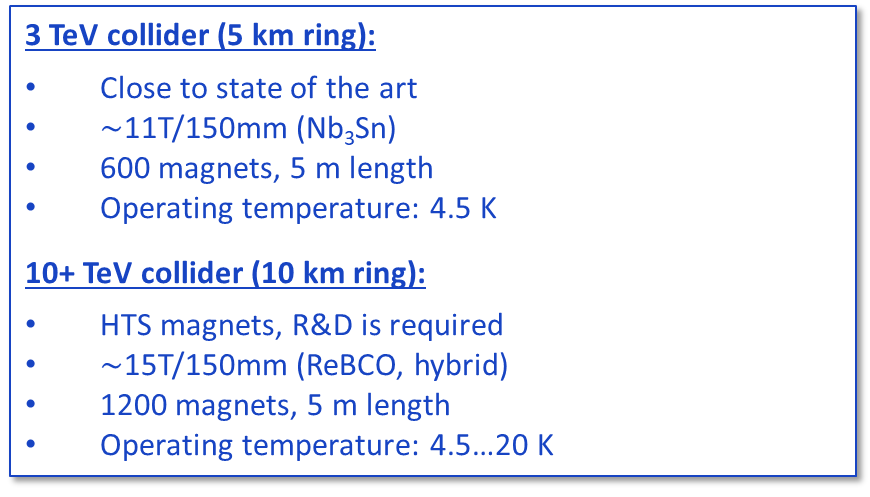 3 TeV collider (5 km ring):
• Close to state of the art
• ~11T/150mm (Nb₃Sn)
• 600 magnets, 5 m length
• Operating temperature: 4.5 K
10+ TeV collider (10 km ring):
• HTS magnets, R&D is required
• ~15T/150mm (ReBCO, hybrid)
• 1200 magnets, 5 m length
• Operating temperature: 4.5…20 K